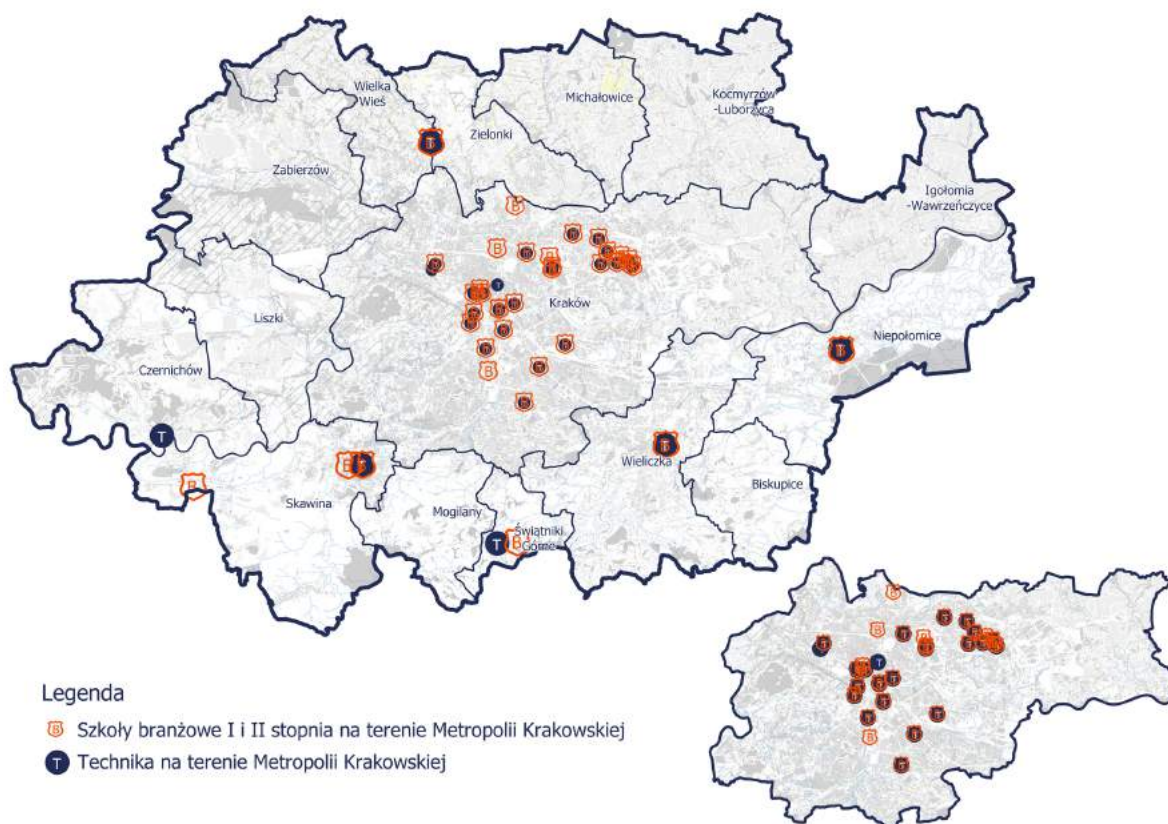 Wielka
Wieś
Michałowice
Kocmyrzów
-Luborzyca
Zielonki
Zabierzów
Igołomia
-Wawrzeńczyce
Kraków
Liszki
Niepołomice
Czernichów
T
Wieliczka
B
Biskupice
B
Skawina
Mogilany
Świątniki
Górne
T
B
Legenda
B Szkoły branżowe I i II stopnia na terenie Metropolii Krakowskiej
T Technika na terenie Metropolii Krakowskiej